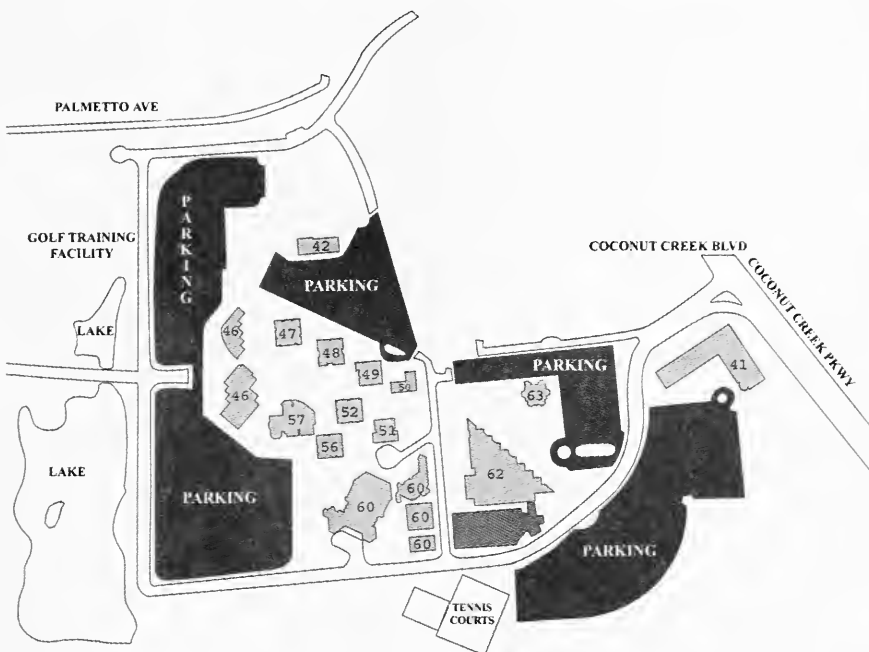 PALMETTO AVE
PARKING
GOLF TRAINING
FACILITY
42
COCONUT CREEK BLVD
COCONUT CREEK PKWY
PARKING
LAKE
46
47
48
49
50
PARKING
41
63
46
57
52
51
56
LAKE
PARKING
62
60
60
60
60
PARKING
TENNIS
COURTS